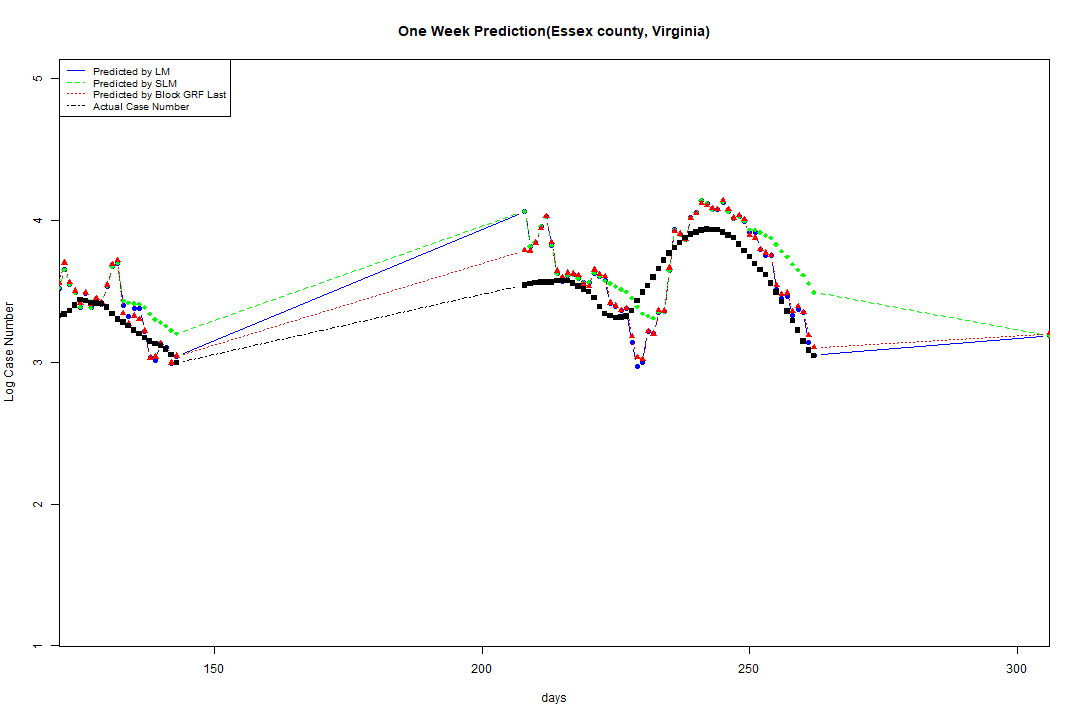 One Week Prediction(Essex county, Virginia)
Predicted by LM
Predicted by SLM
Predicted by Block GRF Last
Actual Case Number
5
4
3
2
1
Log Case Number
150
200
250
300
days